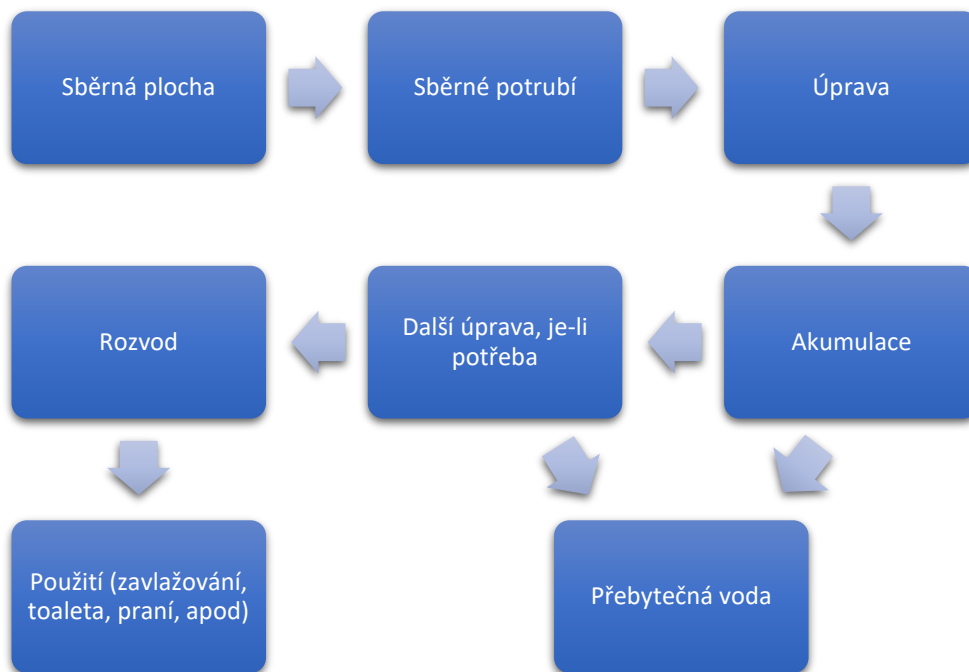 Sběrná plocha
Sběrné potrubí
Úprava
Rozvod
Další úprava, je-li
potřeba
Akumulace
Použití (zavlažování,
toaleta, praní, apod)
Přebytečná voda